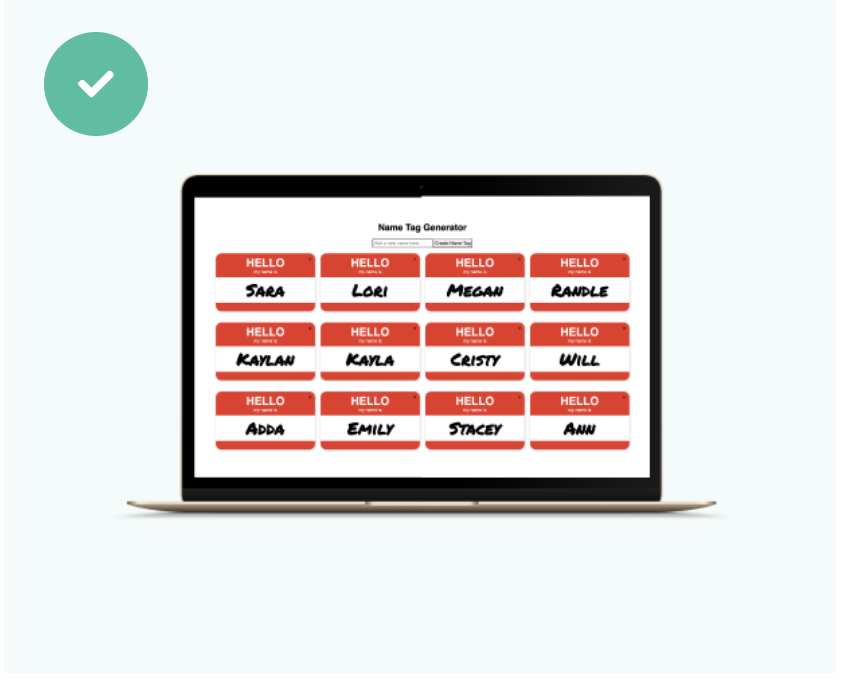 Name Tag Generator
Add a new name here... Create Name Tag
HELLO HELLO HELLO HELLO
my name is my name is my name is my name is
SARA LORI MEGAN RANDLE
HELLO HELLO HELLO HELLO
my name is my name is my name is my name is
KAYLAN KAYLA CRISTY WILL
HELLO HELLO HELLO HELLO
my name is my name is my name is my name is
ADDA EMILY STACEY ANN